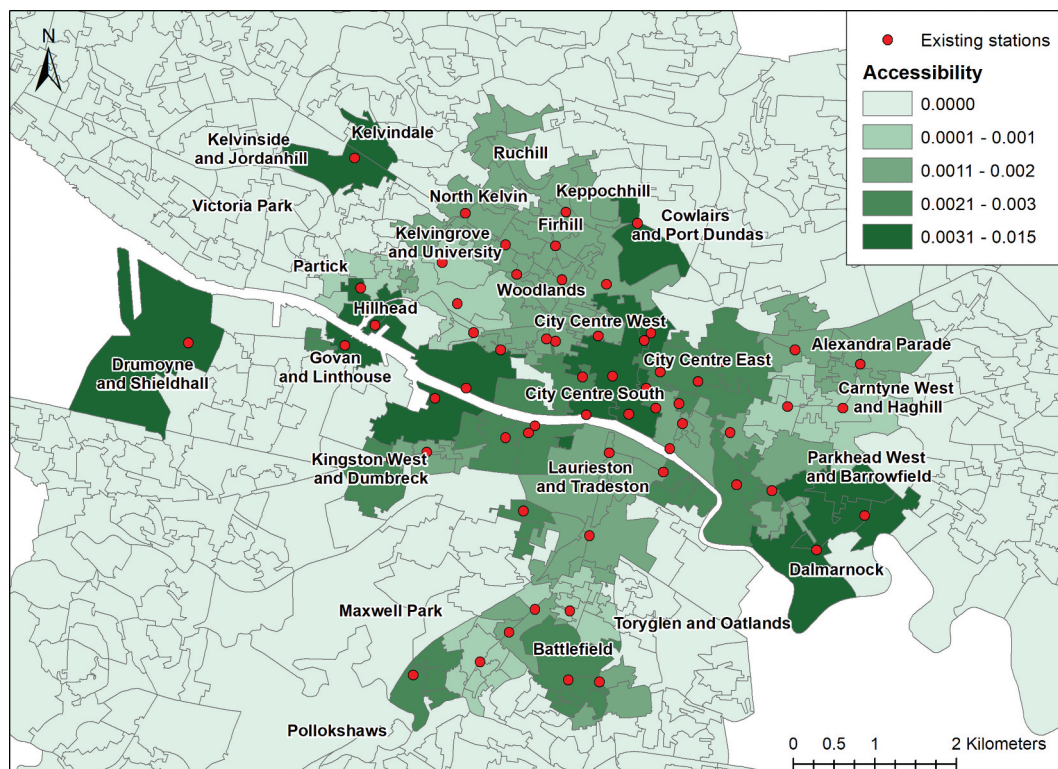 N
Existing stations
Accessibility
0.0000
0.0001 - 0.001
0.0011 - 0.002
0.0021 - 0.003
0.0031 - 0.015
Kelvindale
Kelvinside
and Jordanhill
Ruchill
Victoria Park
North Kelvin
Keppochhill
Firhill
Cowlairs
and Port Dundas
Kelvingrove
and University
Partick
Woodlands
Hillhead
City Centre West
Drumoyne
and Shieldhall
Govan
and Linthouse
City Centre East
Alexandra Parade
City Centre South
Carntyne West
and Haghill
Kingston West
and Dumbreck
Laurieston
and Tradeston
Parkhead West
and Barrowfield
Dalmarnock
Maxwell Park
Toryglen and Oatlands
Battlefield
Pollokshaws
0 0.5 1 2 Kilometers